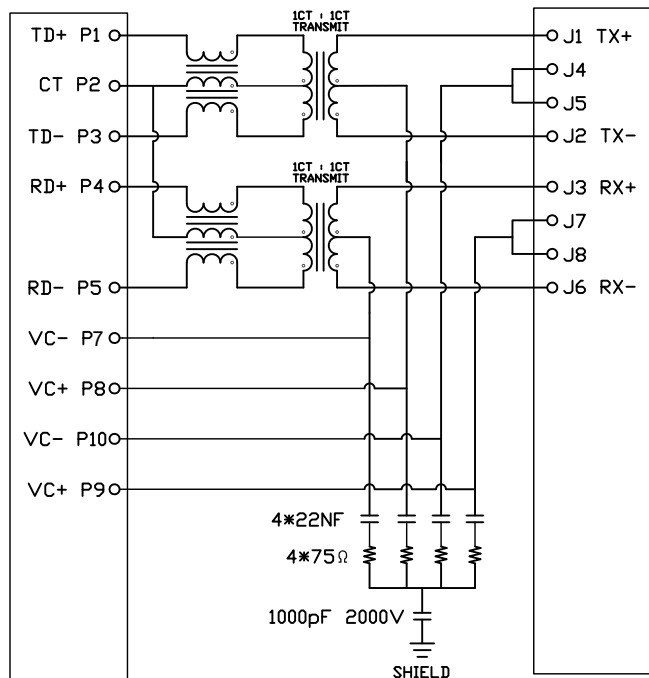 1CT : 1CT
TRANSMIT
TD+ P1
J1 TX+
J4
CT P2
J5
TD- P3
J2 TX-
1CT : 1CT
TRANSMIT
RD+ P4
J3 RX+
J7
J8
RD- P5
J6 RX-
VC- P7
VC+ P8
VC- P10
VC+ P9
4*22NF
4*75Ω
1000pF 2000V
SHIELD